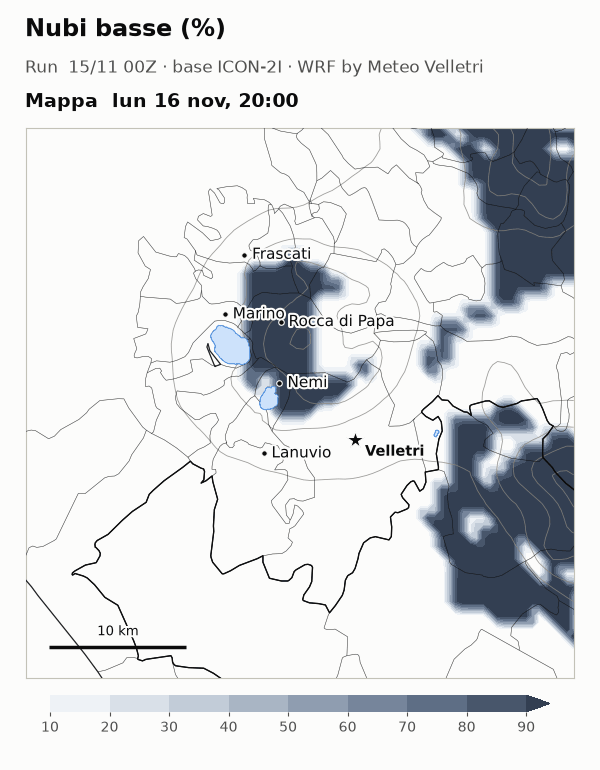 Nubi basse (%)
Run  15/11 00Z · base ICON-2I · WRF by Meteo Velletri
Mappa  lun 16 nov, 20:00
Frascati
Marino
Rocca di Papa
Nemi
Lanuvio
Velletri
10 km
10 20 30 40 50 60 70 80 90